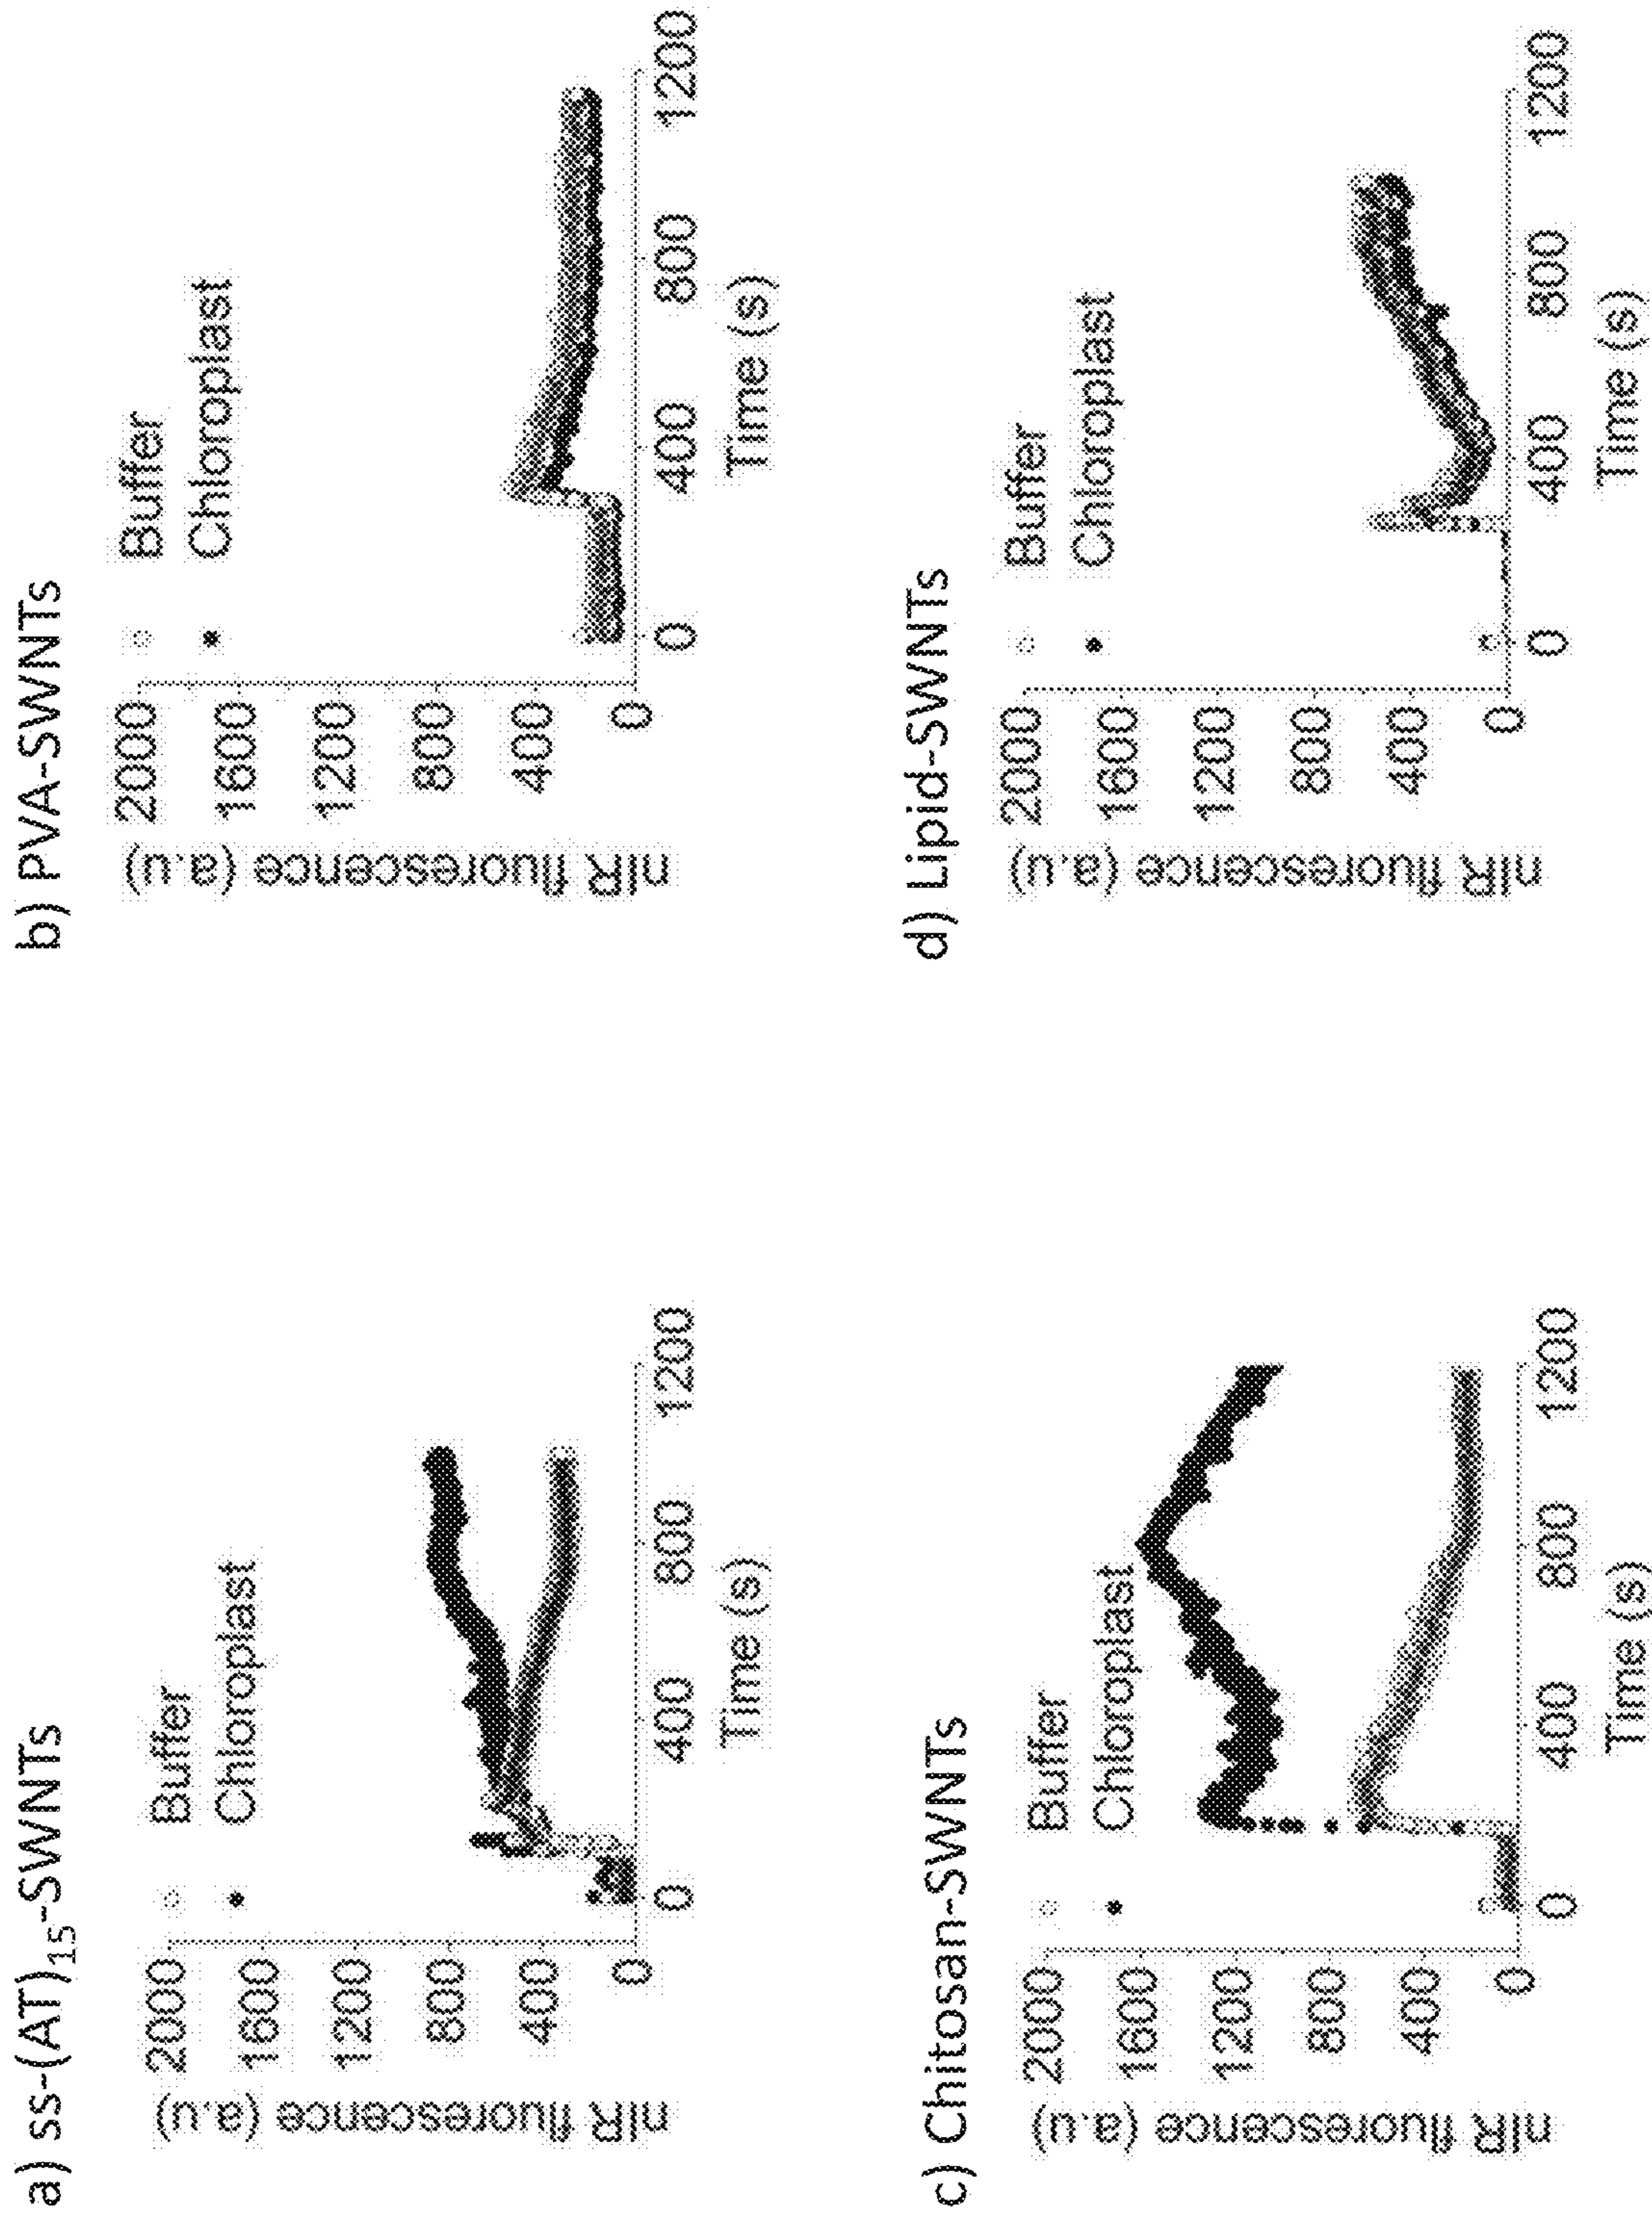 a) ss-(AT)15-SWNTs
nIR fluorescence (a.u)
2000
1600
1200
800
400
0
Buffer
Chloroplast
0
400
800
1200
Time (s)
b) PVA-SWNTs
nIR fluorescence (a.u)
2000
1600
1200
800
400
0
Buffer
Chloroplast
0
400
800
1200
Time (s)
c) Chitosan-SWNTs
nIR fluorescence (a.u)
2000
1600
1200
800
400
0
Buffer
Chloroplast
0
400
800
1200
Time (s)
d) Lipid-SWNTs
nIR fluorescence (a.u)
2000
1600
1200
800
400
0
Buffer
Chloroplast
0
400
800
1200
Time (s)